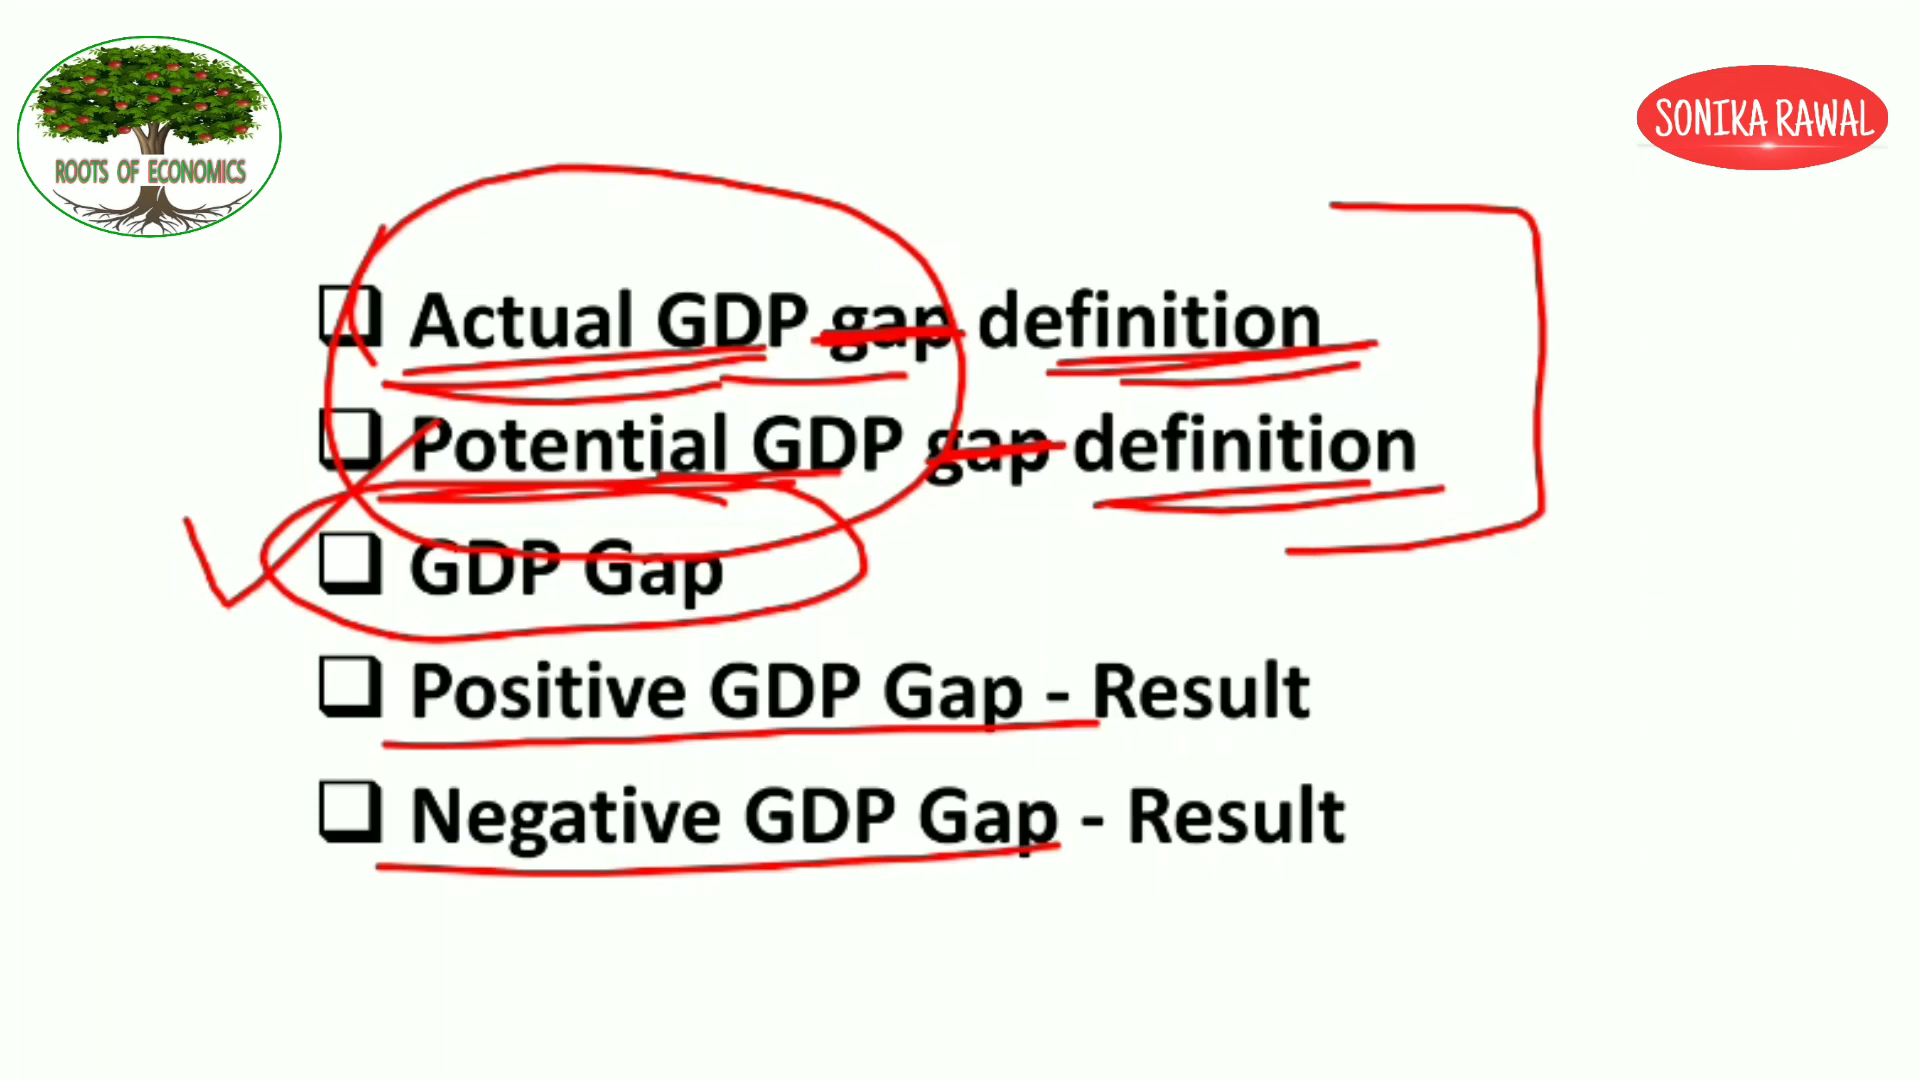 ROOTS OF ECONOMICS
SONIKA RAWAL
Actual GDP gap definition
Potential GDP gap definition
GDP Gap
Positive GDP Gap - Result
Negative GDP Gap - Result